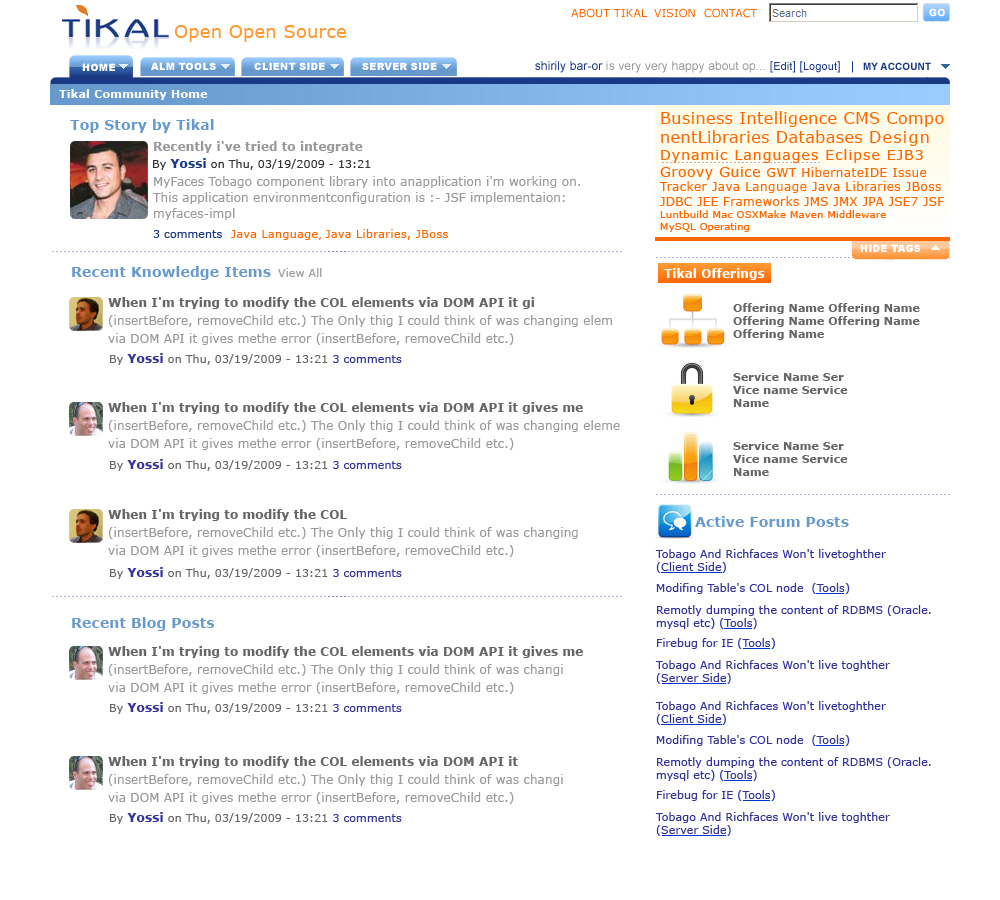 TIKAL Open Open Source
ABOUT TIKAL VISION CONTACT Search GO
HOME ALM TOOLS CLIENT SIDE SERVER SIDE
shirily bar-or is very very happy about op... [Edit] [Logout] | MY ACCOUNT
Tikal Community Home
Top Story by Tikal
Recently i've tried to integrate
By Yossi on Thu, 03/19/2009 - 13:21
MyFaces Tobago component library into anapplication i'm working on.
This application environmentconfiguration is :- JSF implementaion:
myfaces-impl
3 comments Java Language, Java Libraries, JBoss
Recent Knowledge Items View All
When I'm trying to modify the COL elements via DOM API it gi
(insertBefore, removeChild etc.) The Only thig I could think of was changing elem
via DOM API it gives methe error (insertBefore, removeChild etc.)
By Yossi on Thu, 03/19/2009 - 13:21 3 comments
When I'm trying to modify the COL elements via DOM API it gives me
(insertBefore, removeChild etc.) The Only thig I could think of was changing eleme
via DOM API it gives methe error (insertBefore, removeChild etc.)
By Yossi on Thu, 03/19/2009 - 13:21 3 comments
When I'm trying to modify the COL
(insertBefore, removeChild etc.) The Only thig I could think of was changing
via DOM API it gives methe error (insertBefore, removeChild etc.)
By Yossi on Thu, 03/19/2009 - 13:21 3 comments
Recent Blog Posts
When I'm trying to modify the COL elements via DOM API it gives me
(insertBefore, removeChild etc.) The Only thig I could think of was changi
via DOM API it gives methe error (insertBefore, removeChild etc.)
By Yossi on Thu, 03/19/2009 - 13:21 3 comments
When I'm trying to modify the COL elements via DOM API it
(insertBefore, removeChild etc.) The Only thig I could think of was changi
via DOM API it gives methe error (insertBefore, removeChild etc.)
By Yossi on Thu, 03/19/2009 - 13:21 3 comments
Business Intelligence CMS Compo
nentLibraries Databases Design
Dynamic Languages Eclipse EJB3
Groovy Guice GWT HibernateIDE Issue
Tracker Java Language Java Libraries JBoss
JDBC JEE Frameworks JMS JMX JPA JSE7 JSF
Luntbuild Mac OSXMake Maven Middleware
MySQL Operating
HIDE TAGS
Tikal Offerings
Offering Name Offering Name
Offering Name Offering Name
Offering Name
Service Name Ser
Vice name Service
Name
Service Name Ser
Vice name Service
Name
Active Forum Posts
Tobago And Richfaces Won't livetoghther
(Client Side)
Modifing Table's COL node (Tools)
Remotly dumping the content of RDBMS (Oracle.
mysql etc) (Tools)
Firebug for IE (Tools)
Tobago And Richfaces Won't live toghther
(Server Side)
Tobago And Richfaces Won't livetoghther
(Client Side)
Modifing Table's COL node (Tools)
Remotly dumping the content of RDBMS (Oracle.
mysql etc) (Tools)
Firebug for IE (Tools)
Tobago And Richfaces Won't live toghther
(Server Side)